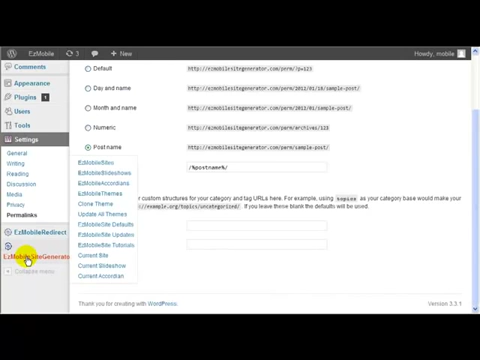 EzMobile 3 + New Howdy, mobile
Comments
Appearance
Plugins 1
Users
Tools
Settings
General
Writing
Reading
Discussion
Media
Privacy
Permalinks
EzMobileRedirect
EzMobileSiteGenerato
Collapse menu
Default http://ezmobilesitegenerator.com/perm/?p=123
Day and name http://ezmobilesitegenerator.com/perm/2012/01/18/sample-post/
Month and name http://ezmobilesitegenerator.com/perm/2012/01/sample-post/
Numeric http://ezmobilesitegenerator.com/perm/archives/123
Post name http://ezmobilesitegenerator.com/perm/sample-post/
/%postname%/
EzMobileSites
EzMobileSlideshows
EzMobileAccordians
EzMobileThemes
Clone Theme
Update All Themes
EzMobileSite Defaults
EzMobileSite Updates
EzMobileSite Tutorials
Current Site
Current Slideshow
Current Accordian
custom structures for your category and tag URLs here. For example, using topics as your category base would make your
://example.org/topics/uncategorized/. If you leave these blank the defaults will be used.
Thank you for creating with WordPress. Version 3.3.1